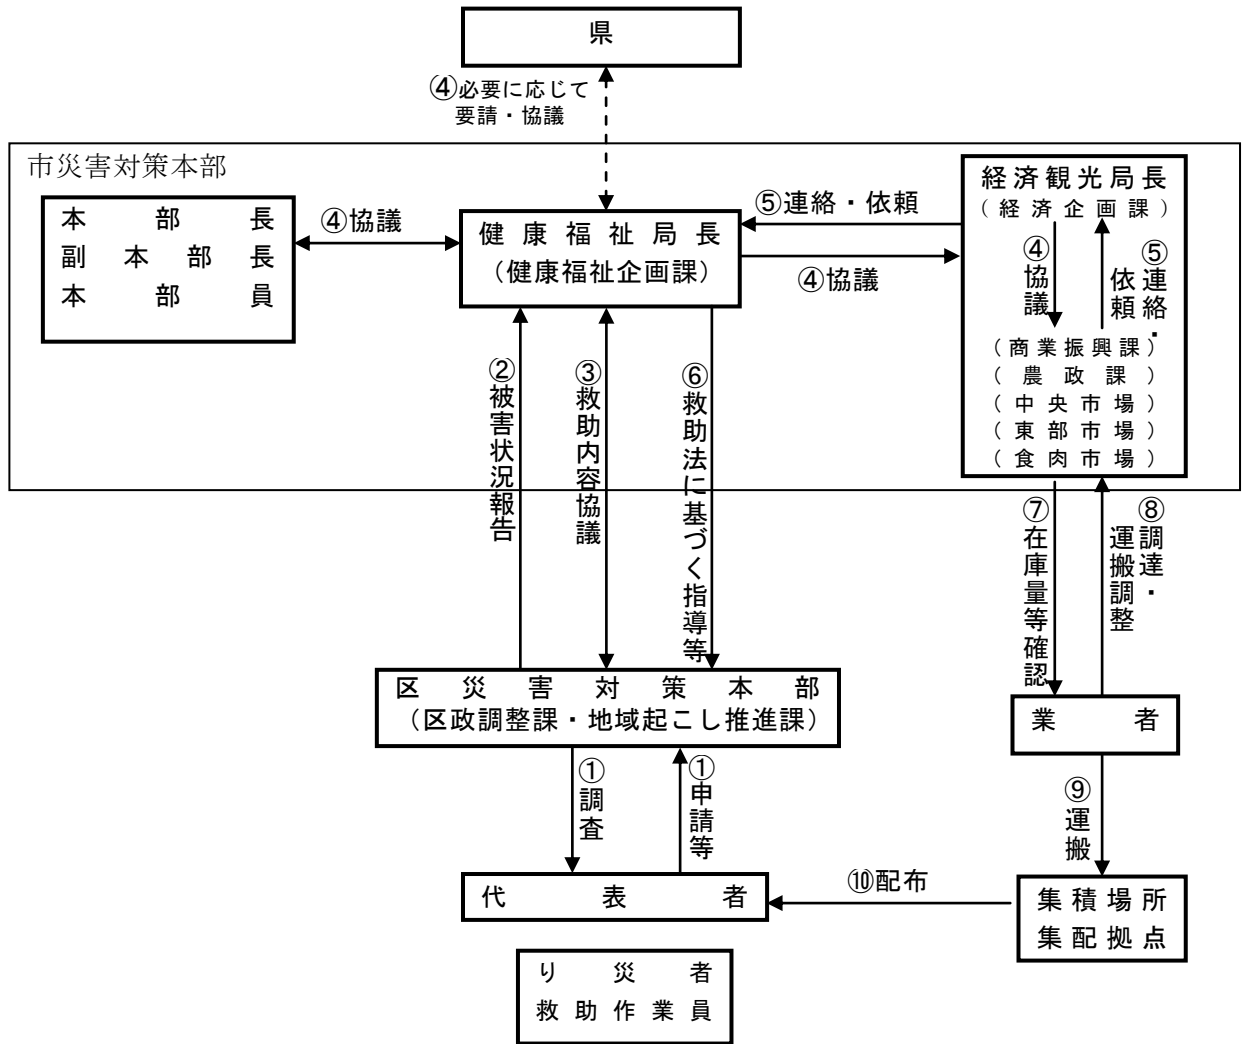 県
④必要に応じて
要請・協議
市災害対策本部
本部長
副本部長
本部員
④協議
健康福祉局長
（健康福祉企画課）
⑤連絡・依頼
④協議
経済観光局長
（経済企画課）
④協議
⑤連絡・
依頼
（商業振興課）
（農政課）
（中央市場）
（東部市場）
（食肉市場）
②被害状況報告
③救助内容協議
⑥救助法に基づく指導等
⑦在庫量等確認
⑧調達・
運搬調整
区災害対策本部
（区政調整課・地域起こし推進課）
業者
①調査
①申請等
⑨運搬
代表者
⑩配布
集積場所
集配拠点
り災者
救助作業員